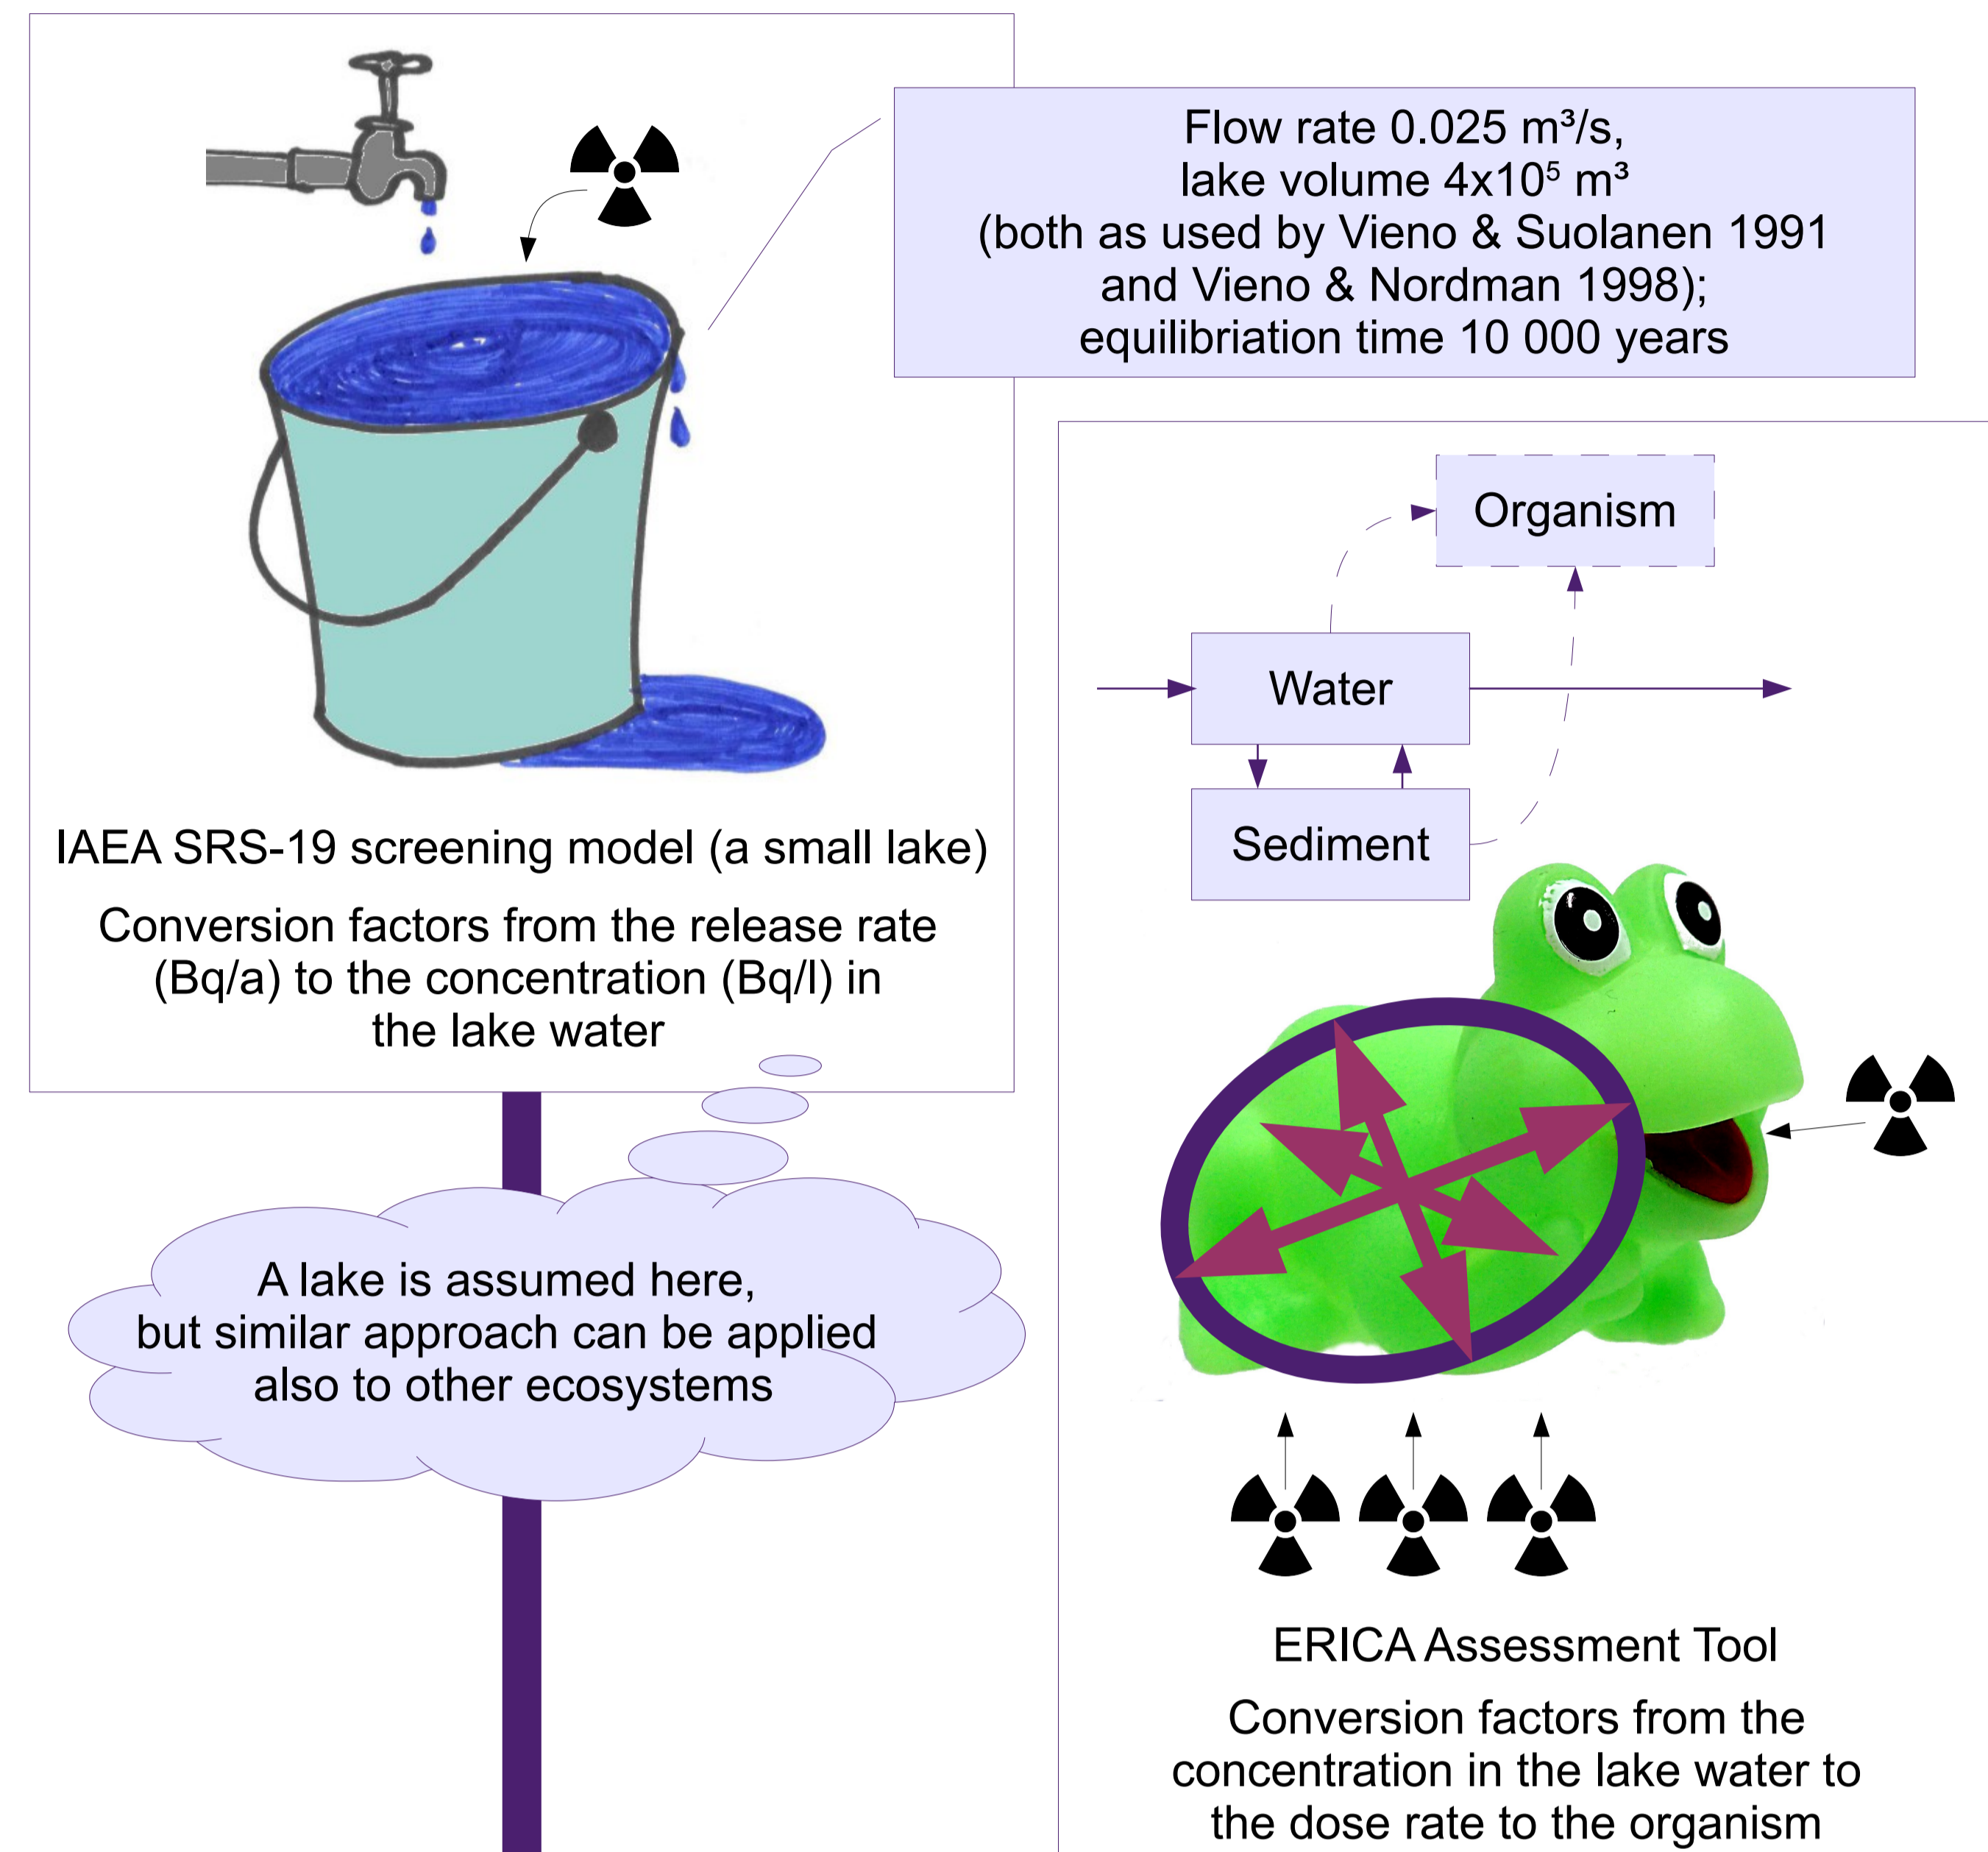 Flow rate 0.025 m³/s,
lake volume 4x10⁵ m³
(both as used by Vieno & Suolanen 1991
and Vieno & Nordman 1998);
equilibriation time 10 000 years
IAEA SRS-19 screening model (a small lake)
Conversion factors from the release rate
(Bq/a) to the concentration (Bq/l) in
the lake water
A lake is assumed here,
but similar approach can be applied
also to other ecosystems
Organism
Water
Sediment
ERICA Assessment Tool
Conversion factors from the
concentration in the lake water to
the dose rate to the organism